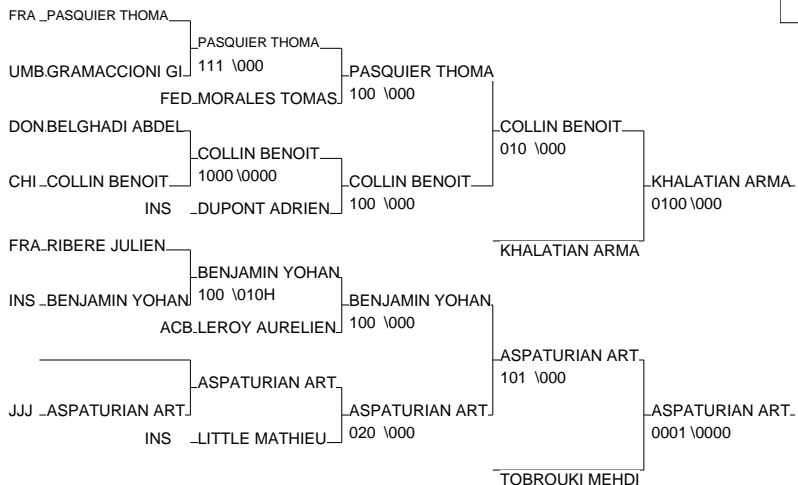 FRA PASQUIER THOMA
PASQUIER THOMA
UMB.GRAMACCIONI GI
111 \000
PASQUIER THOMA
FED MORALES TOMAS
100 \000
DON.BELGHADI ABDEL
COLLIN BENOIT
010 \000
COLLIN BENOIT
1000 \0000
CHI COLLIN BENOIT
COLLIN BENOIT
KHALATIAN ARMA
INS DUPONT ADRIEN
100 \000
0100 \000
FRA RIBERE JULIEN
KHALATIAN ARMA
BENJAMIN YOHAN
INS BENJAMIN YOHAN
100 \010H
BENJAMIN YOHAN
ACB LEROY AURELIEN
100 \000
ASPATURIAN ART
101 \000
ASPATURIAN ART
JJJ ASPATURIAN ART
ASPATURIAN ART
ASPATURIAN ART
INS LITTLE MATHIEU
020 \000
0001 \0000
TOBROUKI MEHDI